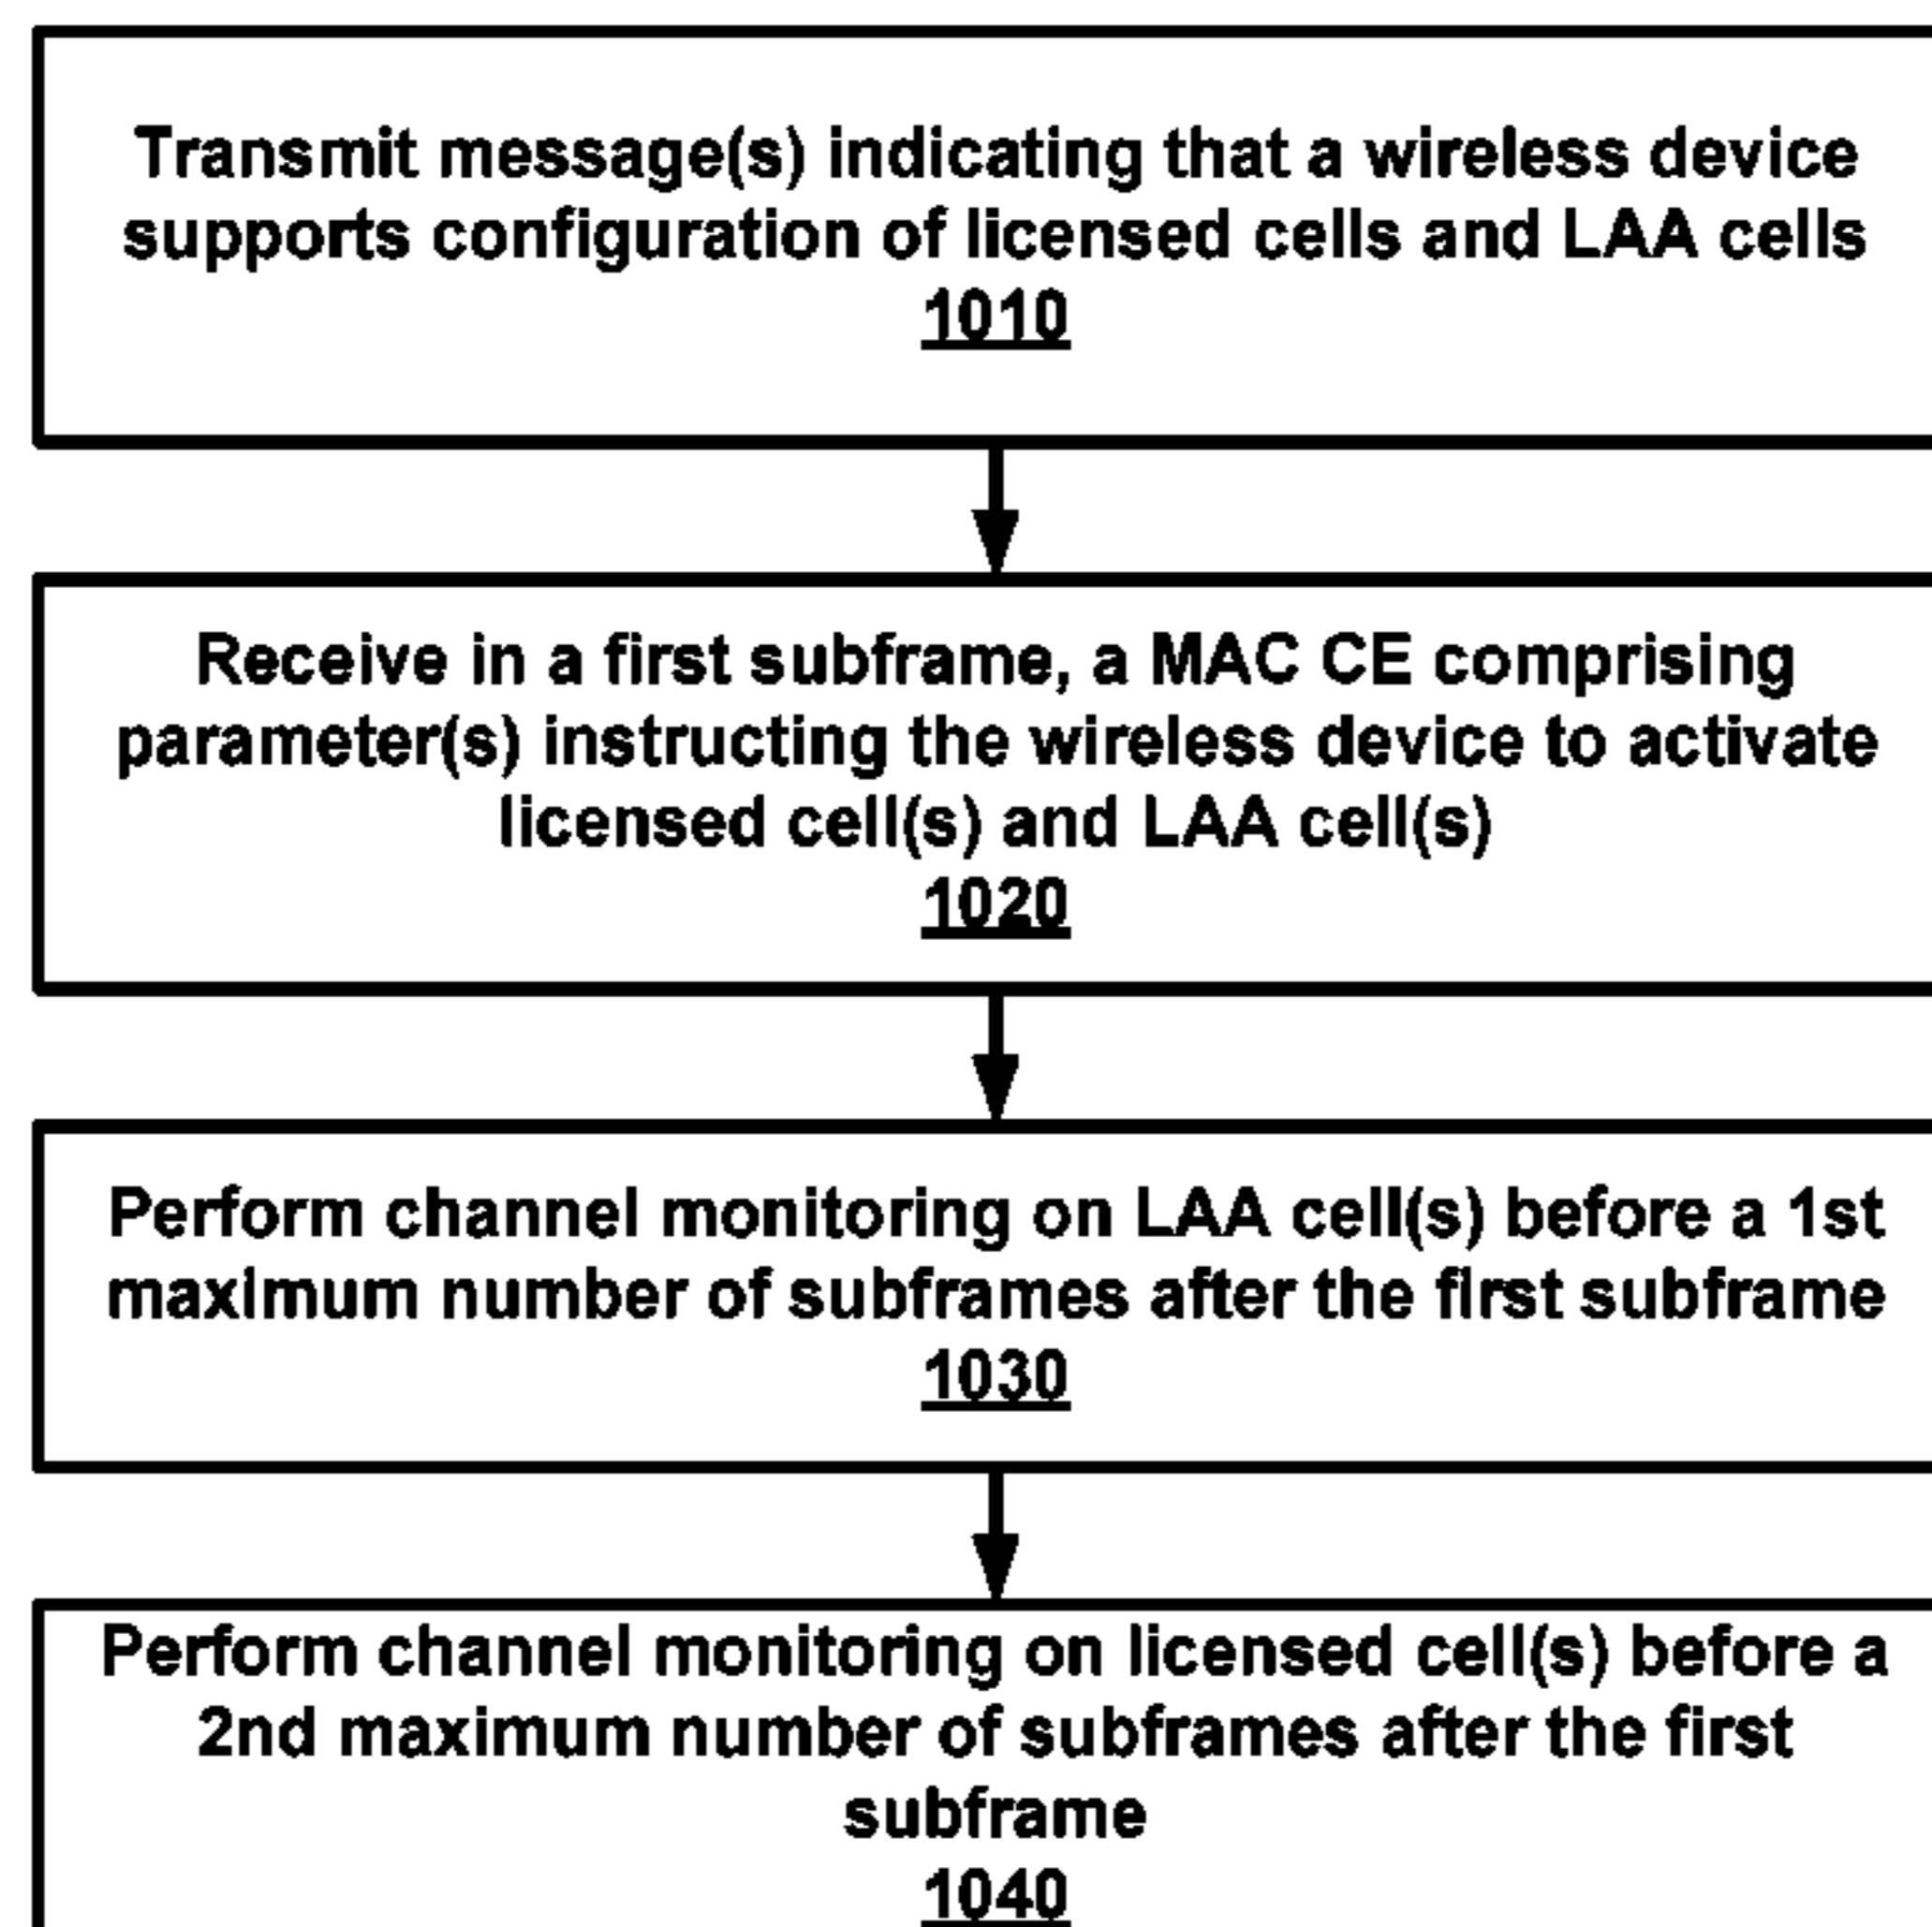 Transmit message(s) indicating that a wireless device
supports configuration of licensed cells and LAA cells
1010
Receive in a first subframe, a MAC CE comprising
parameter(s) instructing the wireless device to activate
licensed cell(s) and LAA cell(s)
1020
Perform channel monitoring on LAA cell(s) before a 1st
maximum number of subframes after the first subframe
1030
Perform channel monitoring on licensed cell(s) before a
2nd maximum number of subframes after the first
subframe
1040